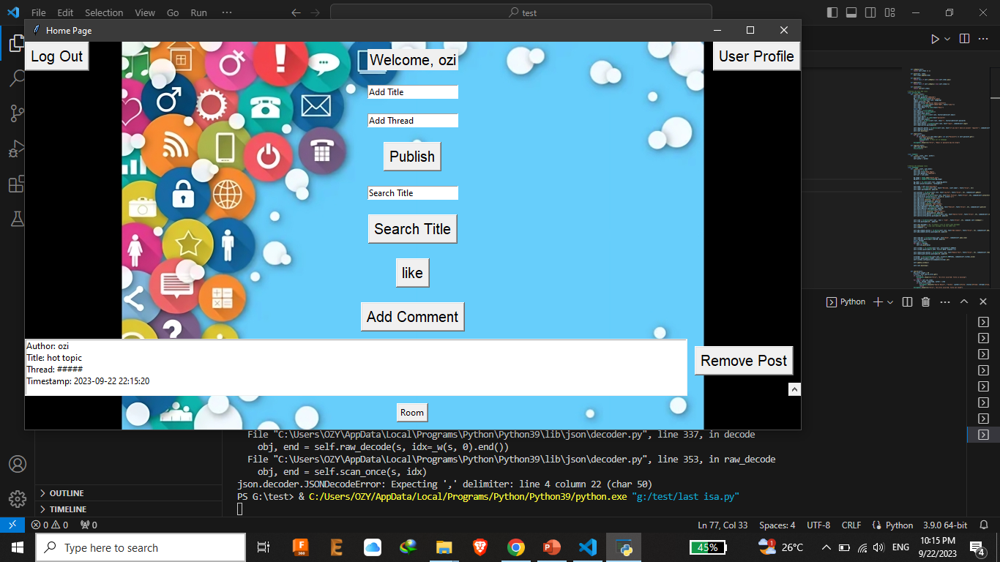 File Edit Selection View Go Run ··· test
Home Page
Log Out
Welcome, ozi
User Profile
Add Title
Add Thread
Publish
Search Title
Search Title
like
Add Comment
Author: ozi
Title: hot topic
Thread: #####
Timestamp: 2023-09-22 22:15:20
Remove Post
Room
Python
File "C:\Users\OZY\AppData\Local\Programs\Python\Python39\lib\json\decoder.py", line 337, in decode
obj, end = self.raw_decode(s, idx=_w(s, 0).end())
File "C:\Users\OZY\AppData\Local\Programs\Python\Python39\lib\json\decoder.py", line 353, in raw_decode
obj, end = self.scan_once(s, idx)
json.decoder.JSONDecodeError: Expecting ',' delimiter: line 4 column 22 (char 50)
PS G:\test> & C:/Users/OZY/AppData/Local/Programs/Python/Python39/python.exe "g:/test/last isa.py"
OUTLINE
TIMELINE
0 0 0 Ln 77, Col 33 Spaces: 4 UTF-8 CRLF Python 3.9.0 64-bit
Type here to search
45% 26°C ENG
10:15 PM
9/22/2023
4